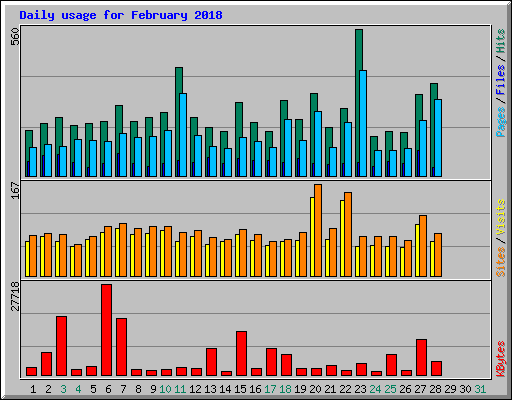 Daily usage for February 2018
560
Pages / Files / Hits
167
Sites / Visits
27718
KBytes
1 2 3 4 5 6 7 8 9 10 11 12 13 14 15 16 17 18 19 20 21 22 23 24 25 26 27 28 29 30 31